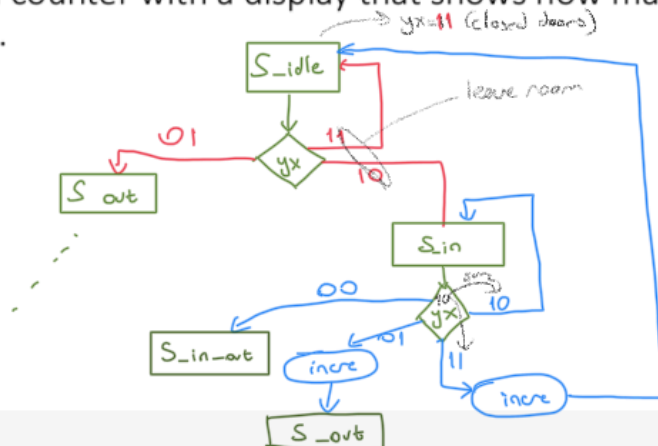 counter with a display that shows how
yx=11 (closed doors)
S_idle
leave room
01
11
yx
10
S_out
S_in
00
10
yx
01
11
S_in_out
incre
incre
S_out